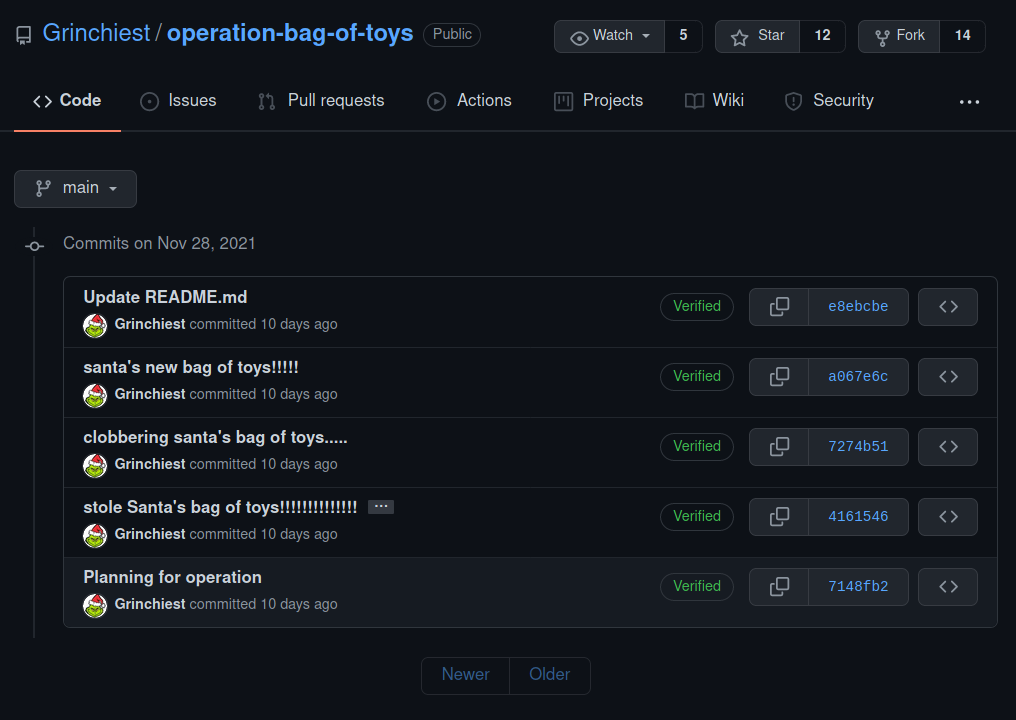 Grinchiest / operation-bag-of-toys Public Watch 5 Star 12 Fork 14
Code Issues Pull requests Actions Projects Wiki Security ...
main
Commits on Nov 28, 2021
Update README.md
Grinchiest committed 10 days ago Verified e8ebcbe
santa's new bag of toys!!!!!
Grinchiest committed 10 days ago Verified a067e6c
clobbering santa's bag of toys.....
Grinchiest committed 10 days ago Verified 7274b51
stole Santa's bag of toys!!!!!!!!!!!!!! ...
Grinchiest committed 10 days ago Verified 4161546
Planning for operation
Grinchiest committed 10 days ago Verified 7148fb2
Newer Older